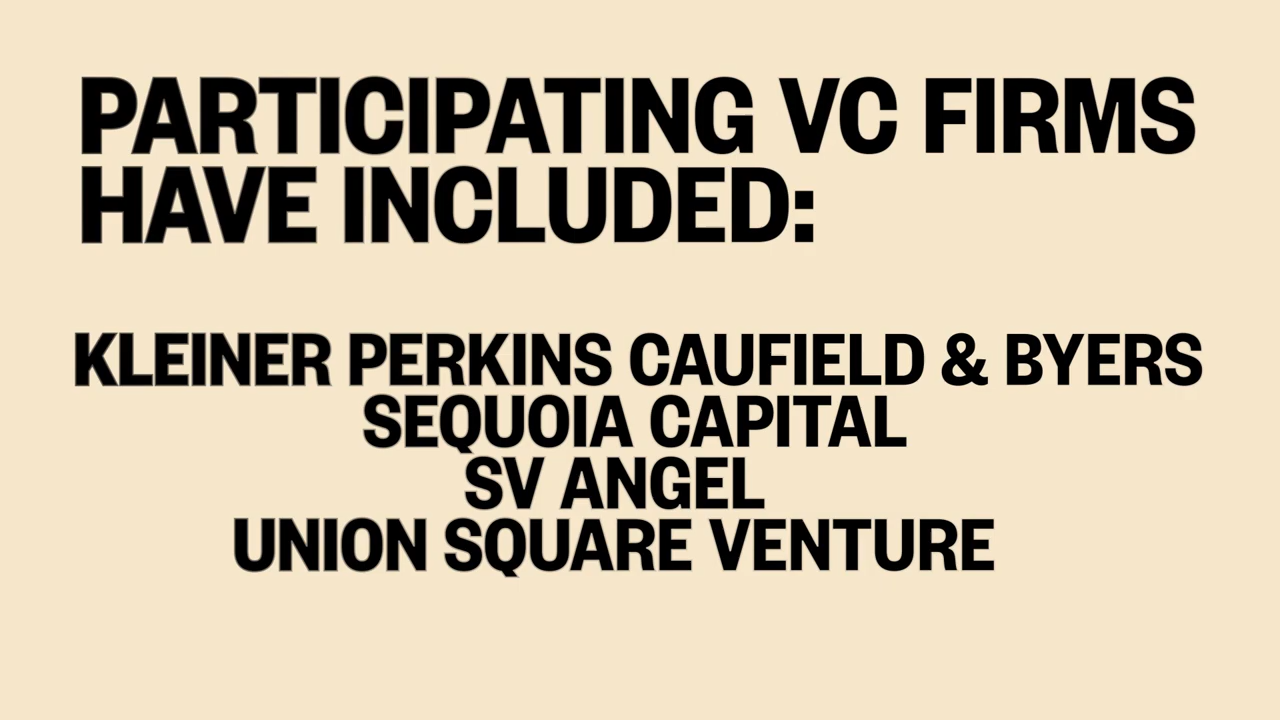 PARTICIPATING VC FIRMS
HAVE INCLUDED:
KLEINER PERKINS CAUFIELD & BYERS
SEQUOIA CAPITAL
SV ANGEL
UNION SQUARE VENTURE